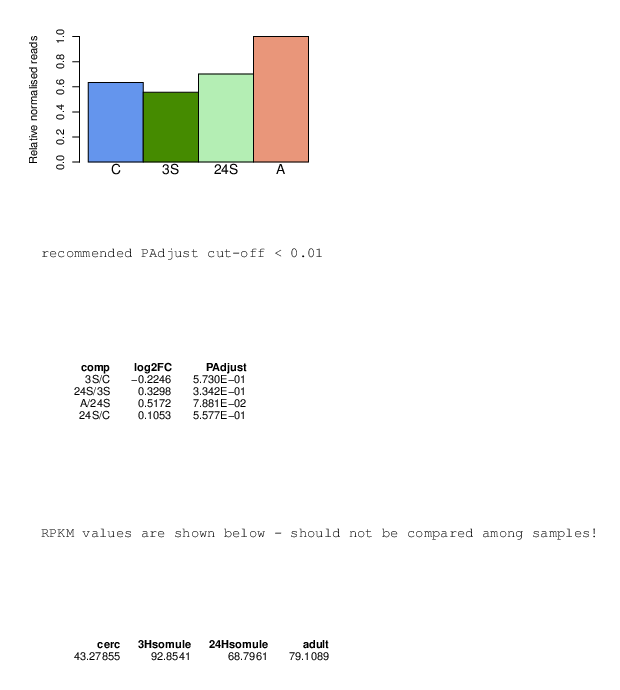 Relative normalised reads
1.0
0.8
0.6
0.4
0.2
0.0
C 3S 24S A
recommended PAdjust cut-off < 0.01
comp log2FC PAdjust
3S/C −0.2246 5.730E−01
24S/3S 0.3298 3.342E−01
A/24S 0.5172 7.881E−02
24S/C 0.1053 5.577E−01
RPKM values are shown below - should not be compared among samples!
cerc 3Hsomule 24Hsomule adult
43.27855 92.8541 68.7961 79.1089